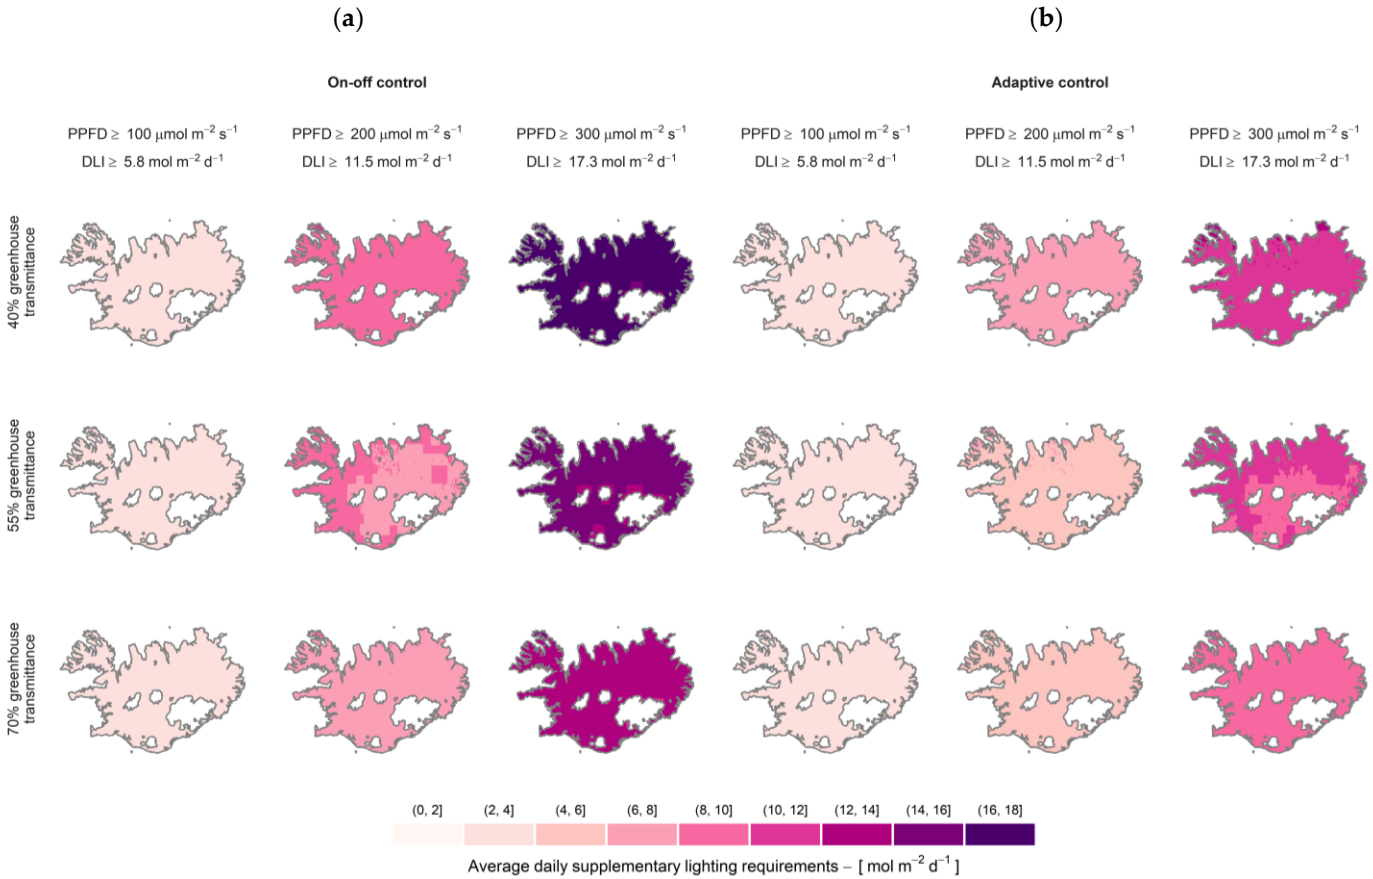 (a)
(b)
On-off control
Adaptive control
PPFD ≥ 100 μmol m⁻² s⁻¹
DLI ≥ 5.8 mol m⁻² d⁻¹
PPFD ≥ 200 μmol m⁻² s⁻¹
DLI ≥ 11.5 mol m⁻² d⁻¹
PPFD ≥ 300 μmol m⁻² s⁻¹
DLI ≥ 17.3 mol m⁻² d⁻¹
PPFD ≥ 100 μmol m⁻² s⁻¹
DLI ≥ 5.8 mol m⁻² d⁻¹
PPFD ≥ 200 μmol m⁻² s⁻¹
DLI ≥ 11.5 mol m⁻² d⁻¹
PPFD ≥ 300 μmol m⁻² s⁻¹
DLI ≥ 17.3 mol m⁻² d⁻¹
40% greenhouse
transmittance
55% greenhouse
transmittance
70% greenhouse
transmittance
(0, 2] (2, 4] (4, 6] (6, 8] (8, 10] (10, 12] (12, 14] (14, 16] (16, 18]
Average daily supplementary lighting requirements – [ mol m⁻² d⁻¹ ]